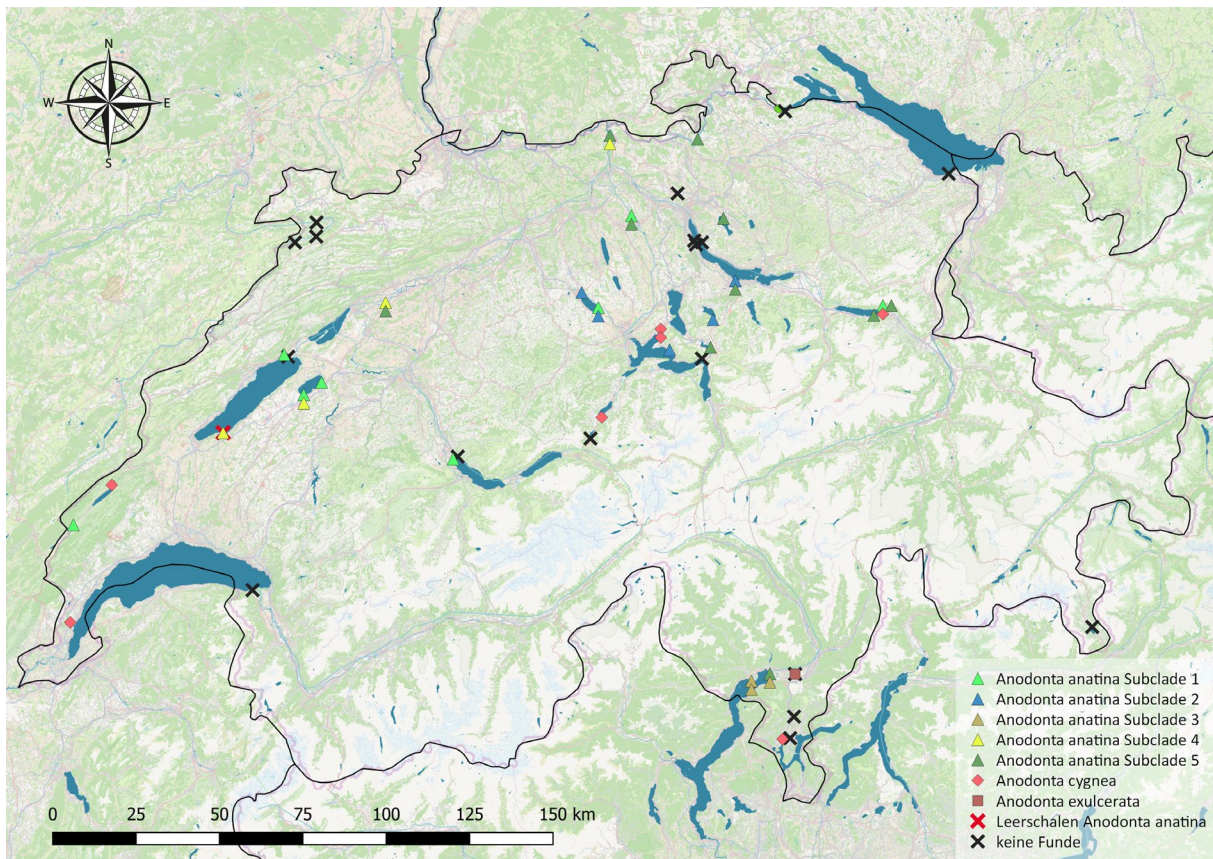 N
W E
S
Anodonta anatina Subclade 1
Anodonta anatina Subclade 2
Anodonta anatina Subclade 3
Anodonta anatina Subclade 4
Anodonta anatina Subclade 5
Anodonta cygnea
Anodonta exulcerata
Leerschalen Anodonta anatina
keine Funde
0 25 50 75 100 125 150 km